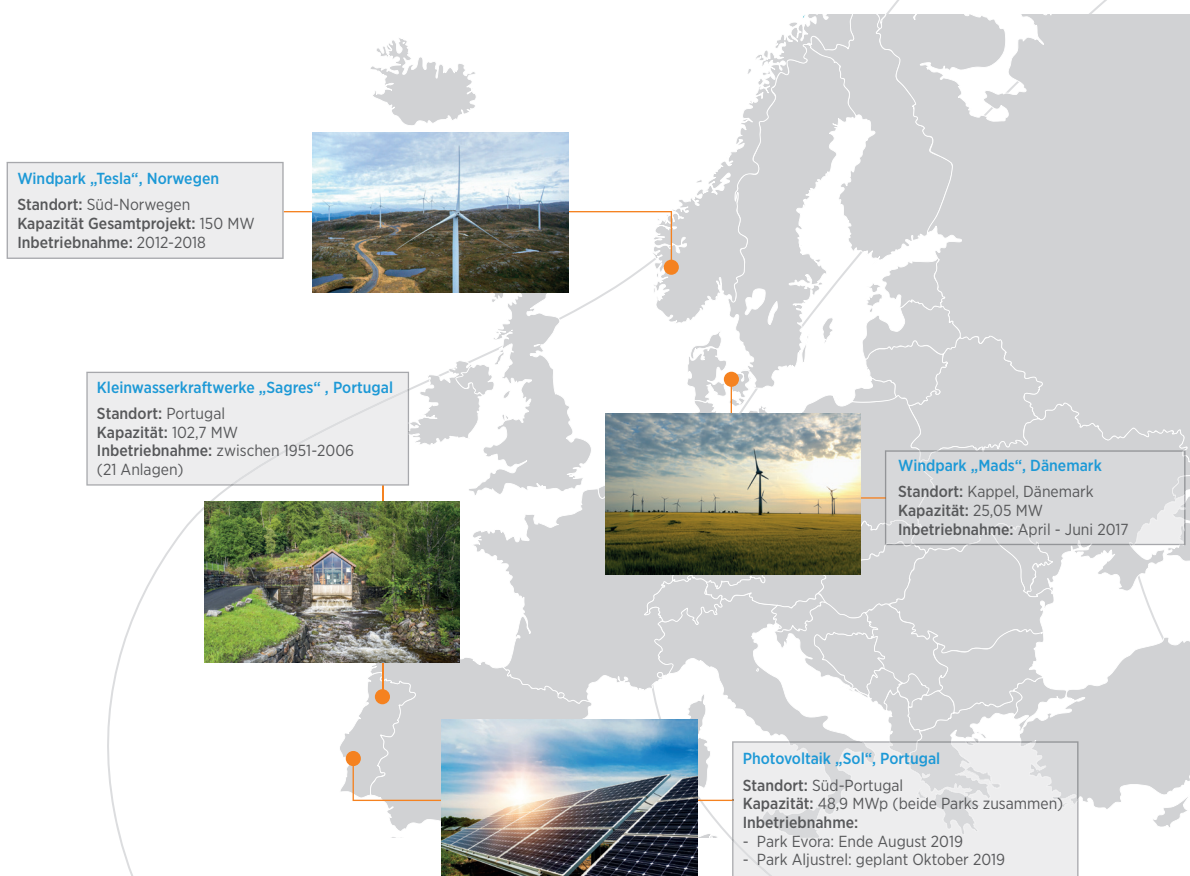 Windpark „Tesla“, Norwegen
Standort: Süd-Norwegen
Kapazität Gesamtprojekt: 150 MW
Inbetriebnahme: 2012-2018
Kleinwasserkraftwerke „Sagres“ , Portugal
Standort: Portugal
Kapazität: 102,7 MW
Inbetriebnahme: zwischen 1951-2006
(21 Anlagen)
Windpark „Mads“, Dänemark
Standort: Kappel, Dänemark
Kapazität: 25,05 MW
Inbetriebnahme: April - Juni 2017
Photovoltaik „Sol“, Portugal
Standort: Süd-Portugal
Kapazität: 48,9 MWp (beide Parks zusammen)
Inbetriebnahme:
- Park Evora: Ende August 2019
- Park Aljustrel: geplant Oktober 2019